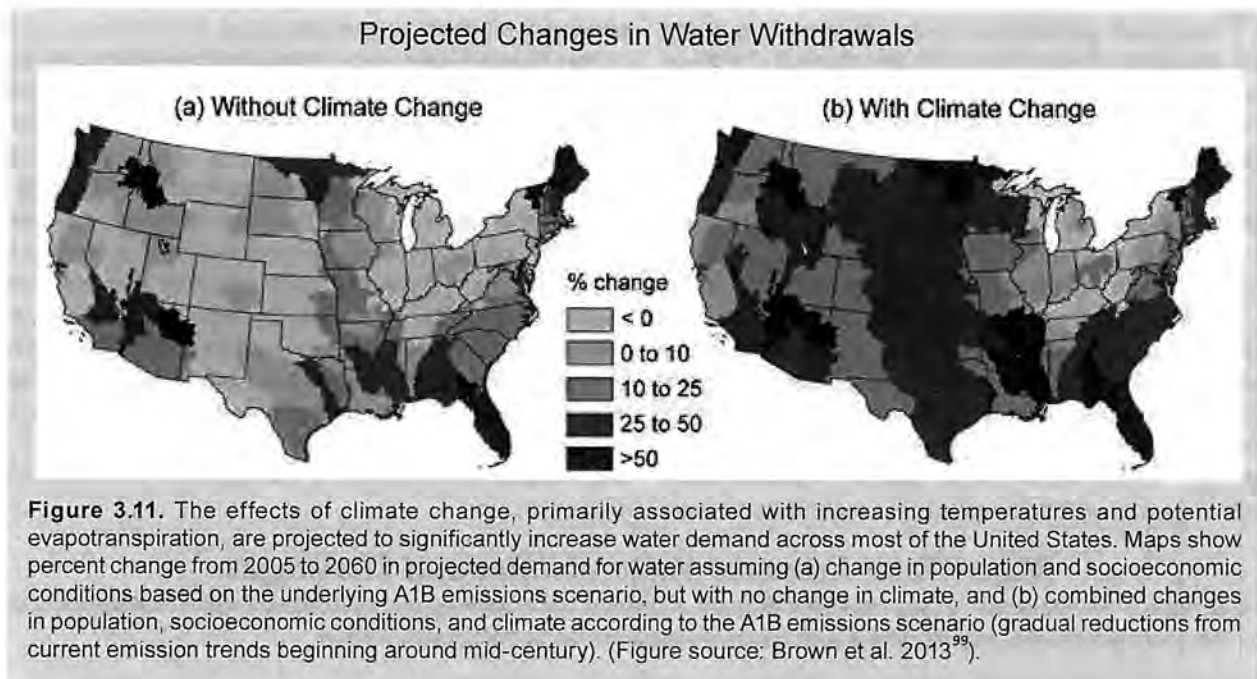 Projected Changes in Water Withdrawals
(a) Without Climate Change
(b) With Climate Change
% change
< 0
0 to 10
10 to 25
25 to 50
>50
Figure 3.11. The effects of climate change, primarily associated with increasing temperatures and potential
evapotranspiration, are projected to significantly increase water demand across most of the United States. Maps show
percent change from 2005 to 2060 in projected demand for water assuming (a) change in population and socioeconomic
conditions based on the underlying A1B emissions scenario, but with no change in climate, and (b) combined changes
in population, socioeconomic conditions, and climate according to the A1B emissions scenario (gradual reductions from
current emission trends beginning around mid-century). (Figure source: Brown et al. 2013⁹⁹).